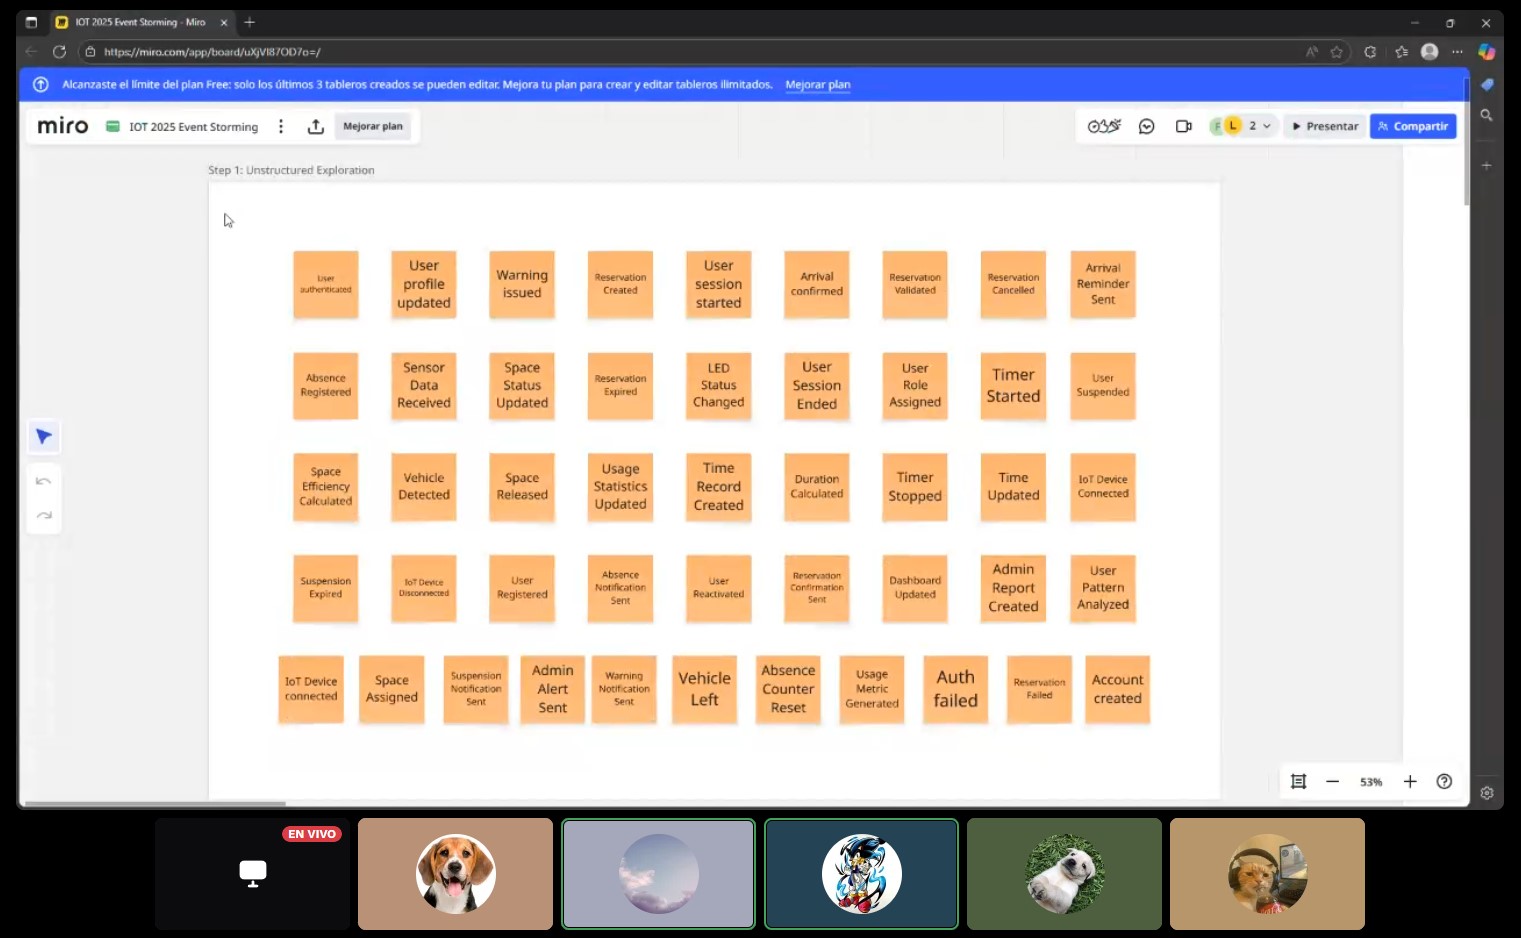 IOT 2025 Event Storming - Miro
https://miro.com/app/board/uXjVI87OD7o=/
Alcanzaste el límite del plan Free: solo los últimos 3 tableros creados se pueden editar. Mejora tu plan para crear y editar tableros ilimitados. Mejorar plan
miro
IOT 2025 Event Storming
Mejorar plan
F
L
2
Presentar
Compartir
Step 1: Unstructured Exploration
User
authenticated
User
profile
updated
Warning
issued
Reservation
Created
User
session
started
Arrival
confirmed
Reservation
Validated
Reservation
Cancelled
Arrival
Reminder
Sent
Absence
Registered
Sensor
Data
Received
Space
Status
Updated
Reservation
Expired
LED
Status
Changed
User
Session
Ended
User
Role
Assigned
Timer
Started
User
Suspended
Space
Efficiency
Calculated
Vehicle
Detected
Space
Released
Usage
Statistics
Updated
Time
Record
Created
Duration
Calculated
Timer
Stopped
Time
Updated
IoT Device
Connected
Suspension
Expired
IoT Device
Disconnected
User
Registered
Absence
Notification
Sent
User
Reactivated
Reservation
Confirmation
Sent
Dashboard
Updated
Admin
Report
Created
User
Pattern
Analyzed
IoT Device
connected
Space
Assigned
Suspension
Notification
Sent
Admin
Alert
Sent
Warning
Notification
Sent
Vehicle
Left
Absence
Counter
Reset
Usage
Metric
Generated
Auth
failed
Reservation
Failed
Account
created
53%
EN VIVO